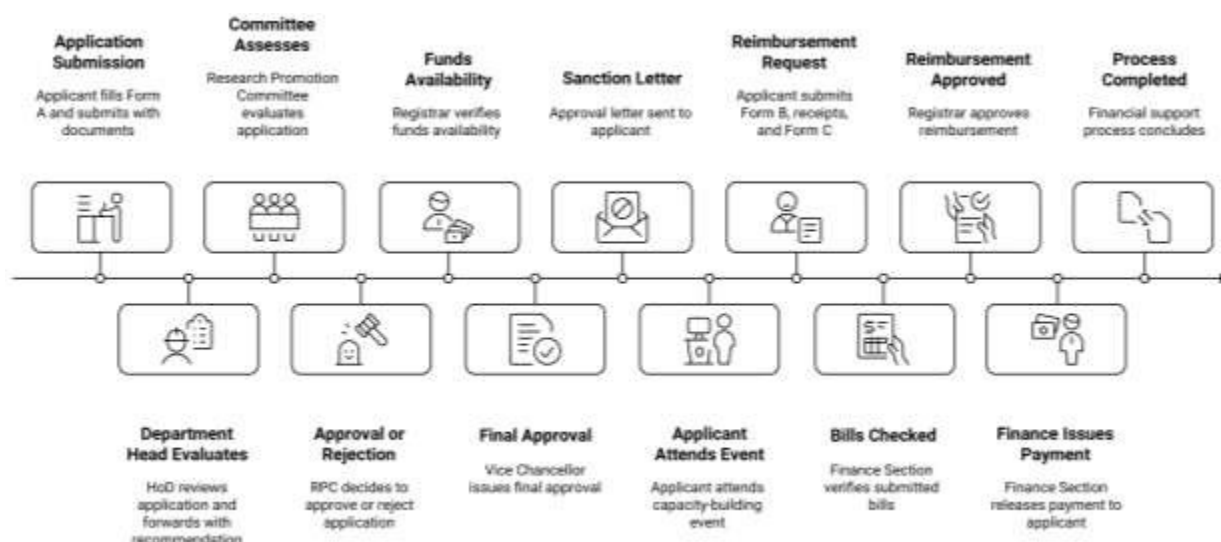 Application
Submission
Applicant fills Form
A and submits with
documents
Committee
Assesses
Research Promotion
Committee
evaluates
application
Funds
Availability
Registrar verifies
funds availability
Sanction Letter
Approval letter sent to
applicant
Reimbursement
Request
Applicant submits
Form B, receipts,
and Form C
Reimbursement
Approved
Registrar approves
reimbursement
Process
Completed
Financial support
process concludes
Department
Head Evaluates
HoD reviews
application and
forwards with
recommendation
Approval or
Rejection
RPC decides to
approve or reject
application
Final Approval
Vice Chancellor
issues final approval
Applicant
Attends Event
Applicant attends
capacity-building
event
Bills Checked
Finance Section
verifies submitted
bills
Finance Issues
Payment
Finance Section
releases payment to
applicant